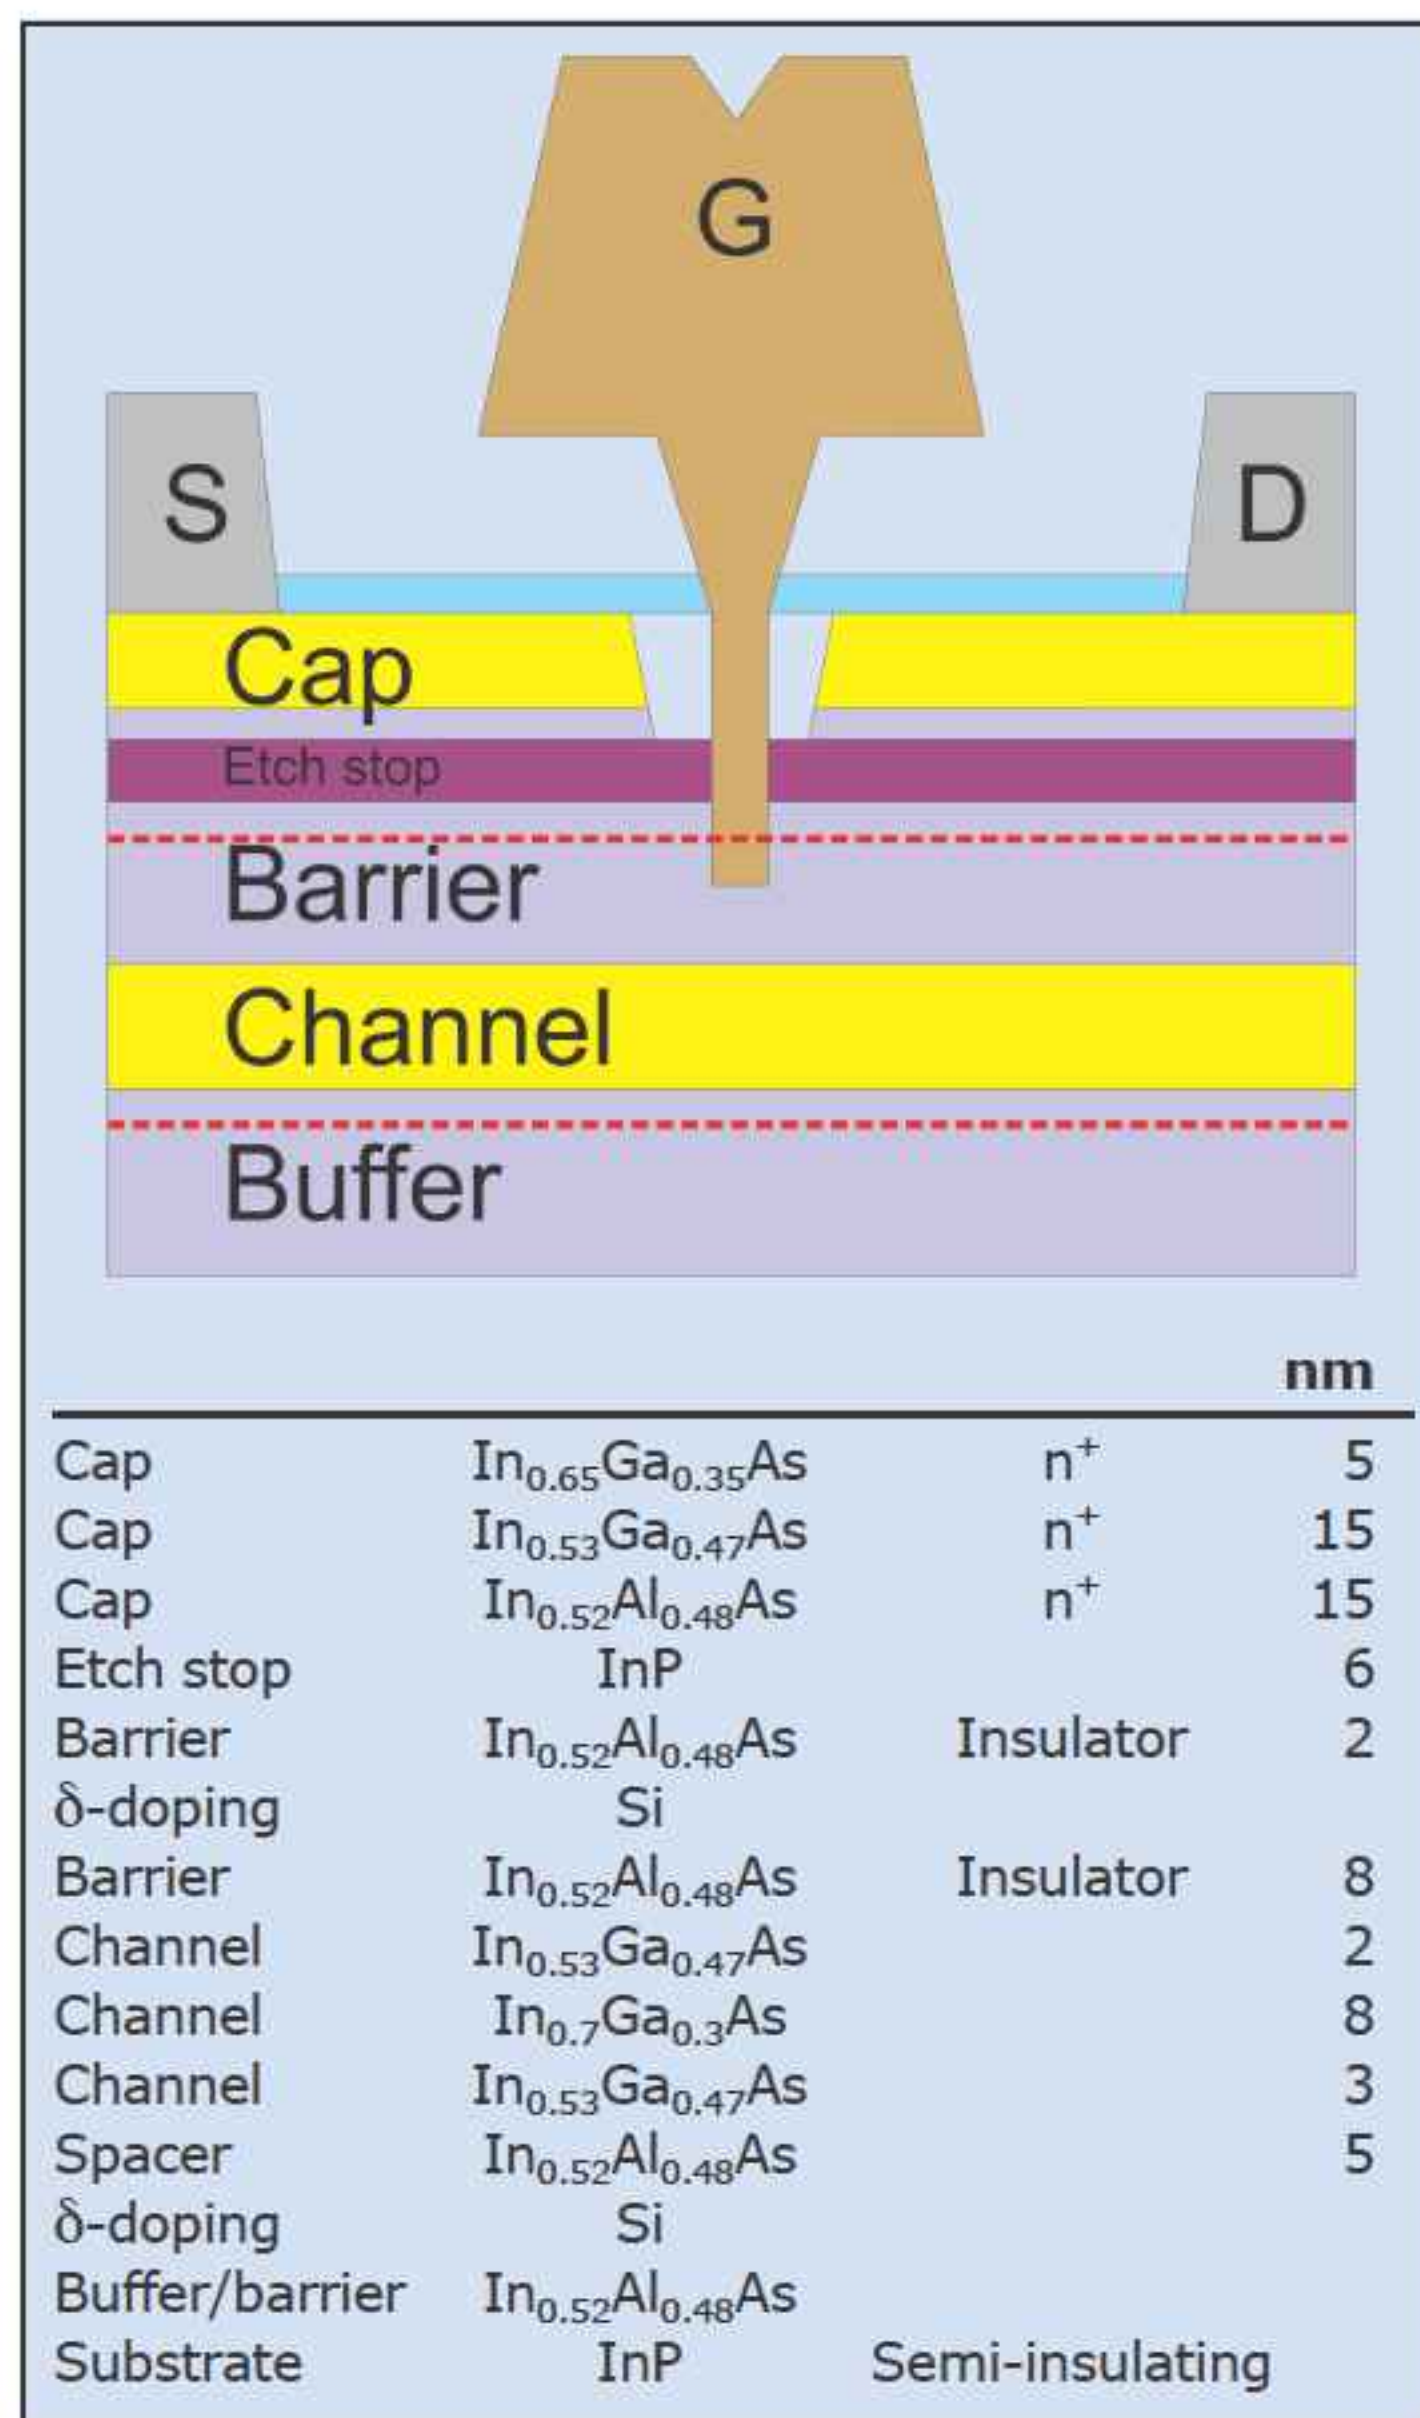 G
S D
Cap
Etch stop
Barrier
Channel
Buffer
nm
Cap In₀.₆₅Ga₀.₃₅As n⁺ 5
Cap In₀.₅₃Ga₀.₄₇As n⁺ 15
Cap In₀.₅₂Al₀.₄₈As n⁺ 15
Etch stop InP 6
Barrier In₀.₅₂Al₀.₄₈As Insulator 2
δ-doping Si
Barrier In₀.₅₂Al₀.₄₈As Insulator 8
Channel In₀.₅₃Ga₀.₄₇As 2
Channel In₀.₇Ga₀.₃As 8
Channel In₀.₅₃Ga₀.₄₇As 3
Spacer In₀.₅₂Al₀.₄₈As 5
δ-doping Si
Buffer/barrier In₀.₅₂Al₀.₄₈As
Substrate InP Semi-insulating